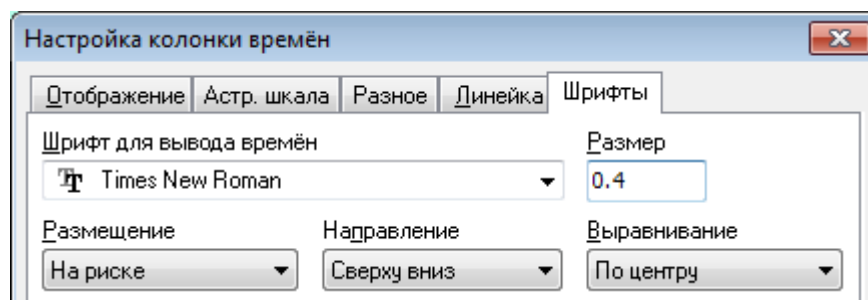 Настройка колонки времён
Отображение Астр. шкала Разное Линейка Шрифты
Шрифт для вывода времён Размер
Times New Roman 0.4
Размещение Направление Выравнивание
На риске Сверху вниз По центру